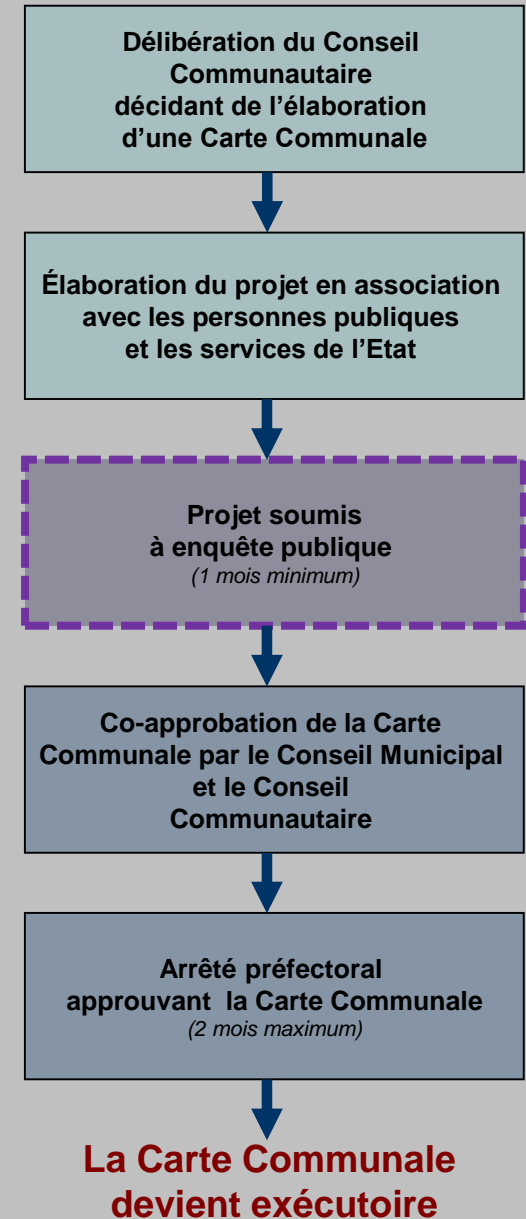 Délibération du Conseil
Communautaire
décidant de l'élaboration
d'une Carte Communale
Élaboration du projet en association
avec les personnes publiques
et les services de l'Etat
Projet soumis
à enquête publique
(1 mois minimum)
Co-approbation de la Carte
Communale par le Conseil Municipal
et le Conseil
Communautaire
Arrêté préfectoral
approuvant la Carte Communale
(2 mois maximum)
La Carte Communale
devient exécutoire